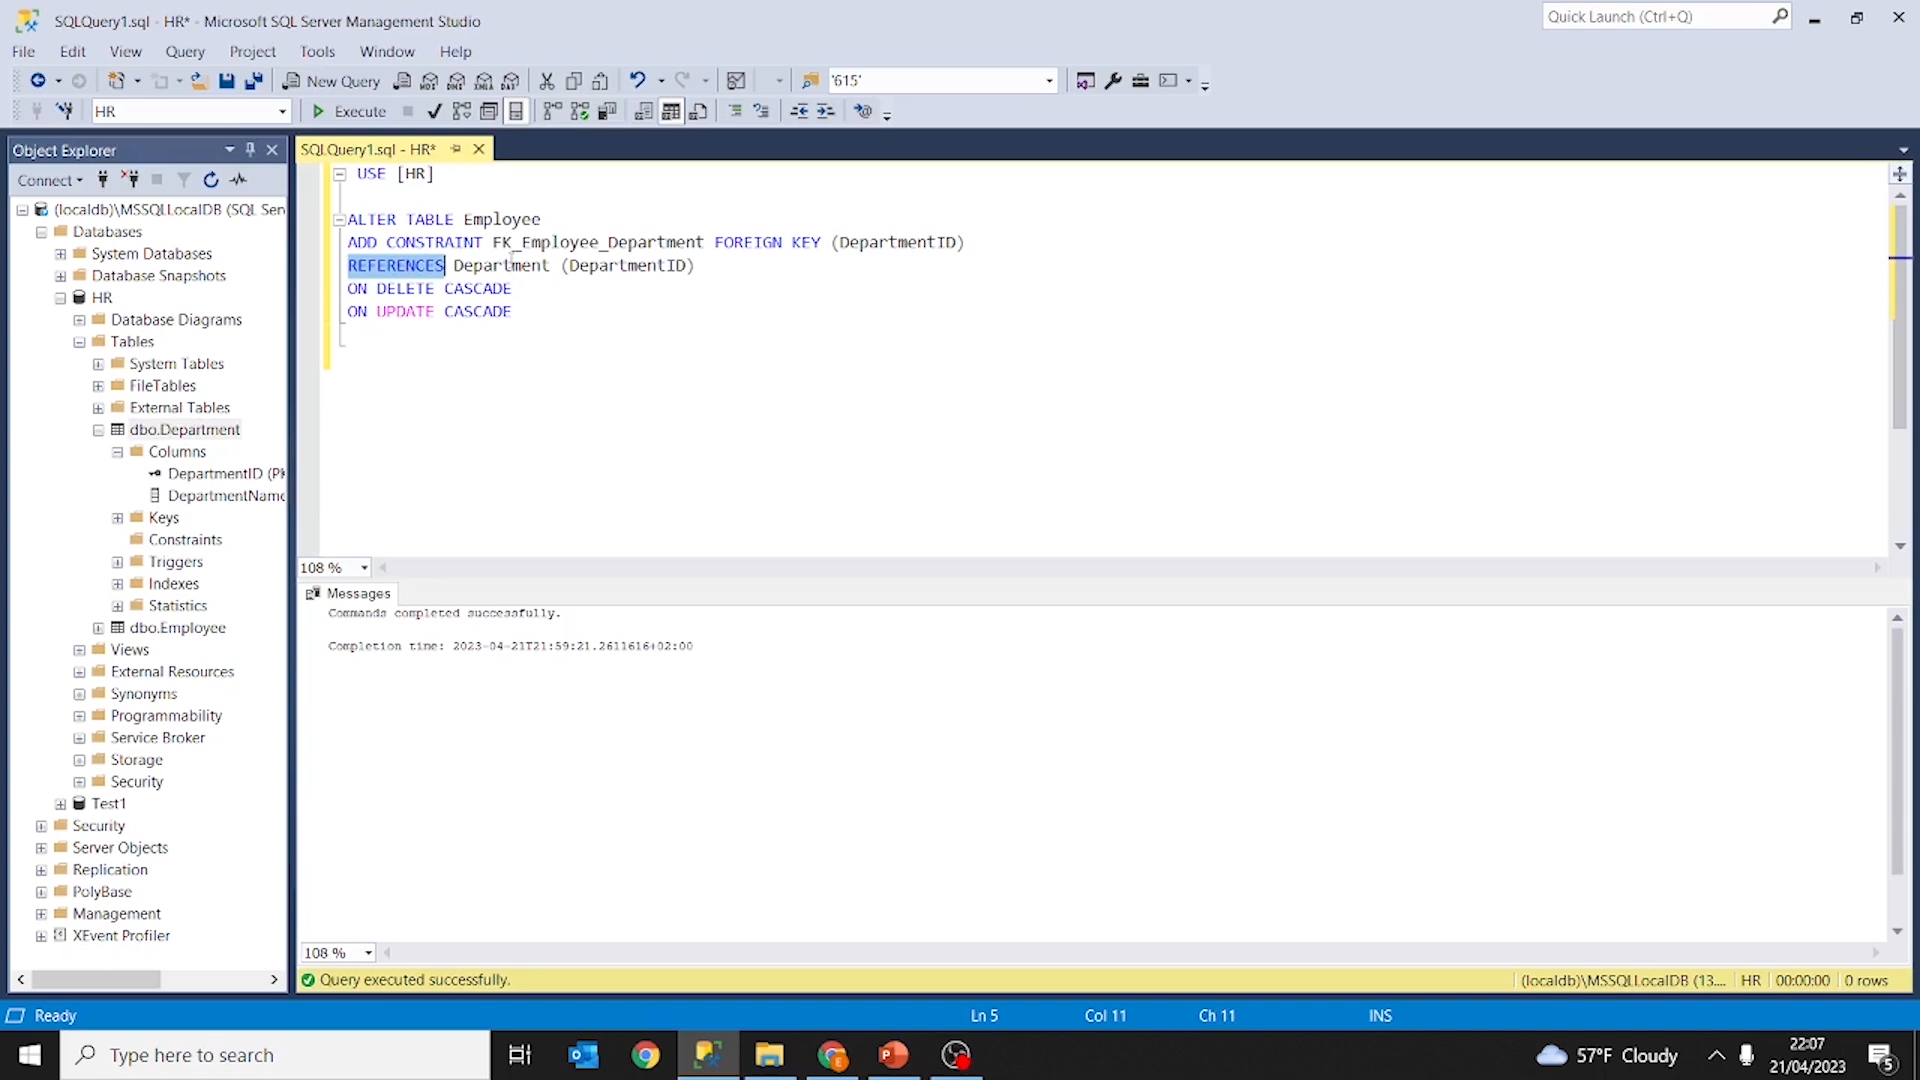 SQLQuery1.sql - HR* - Microsoft SQL Server Management Studio
Quick Launch (Ctrl+Q)
File Edit View Query Project Tools Window Help
New Query
'615'
HR
Execute
Object Explorer
SQLQuery1.sql - HR*
Connect
(localdb)\MSSQLLocalDB (SQL Sen
Databases
System Databases
Database Snapshots
HR
Database Diagrams
Tables
System Tables
FileTables
External Tables
dbo.Department
Columns
DepartmentID (PK
DepartmentName
Keys
Constraints
Triggers
Indexes
Statistics
dbo.Employee
Views
External Resources
Synonyms
Programmability
Service Broker
Storage
Security
Test1
Security
Server Objects
Replication
PolyBase
Management
XEvent Profiler
USE [HR]
ALTER TABLE Employee
ADD CONSTRAINT FK_Employee_Department FOREIGN KEY (DepartmentID)
REFERENCES Department (DepartmentID)
ON DELETE CASCADE
ON UPDATE CASCADE
108 %
Messages
Commands completed successfully.
Completion time: 2023-04-21T21:59:21.2611616+02:00
108 %
Query executed successfully.
(localdb)\MSSQLLocalDB (13.... HR 00:00:00 0 rows
Ready
Ln 5 Col 11 Ch 11 INS
Type here to search
57°F Cloudy
22:07
21/04/2023
5